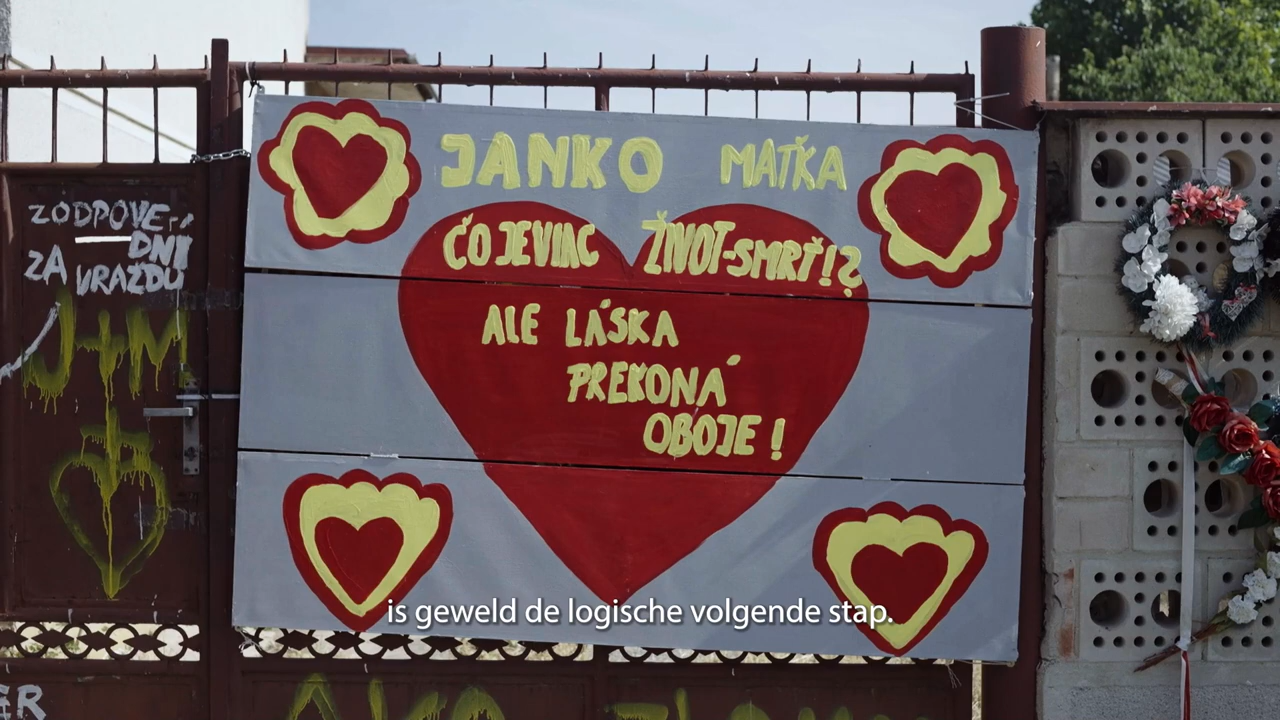 JANKO MAŤKA
ČO JE VIAC ŽIVOT-SMRŤ!?
ALE LÁSKA
PREKONÁ
OBOJE!
ZODPOVE
DNÍ
ZA VRAŽDU
J+M
ER
is geweld de logische volgende stap.